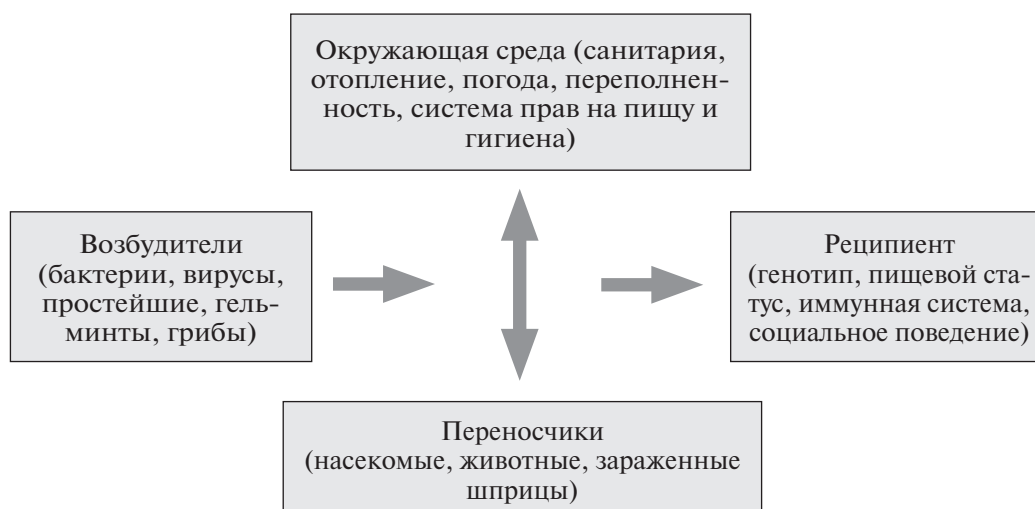 Окружающая среда (санитария,
отопление, погода, переполнен-
ность, система прав на пищу и
гигиена)
Возбудители
(бактерии, вирусы,
простейшие, гель-
минты, грибы)
Реципиент
(генотип, пищевой ста-
тус, иммунная система,
социальное поведение)
Переносчики
(насекомые, животные, зараженные
шприцы)